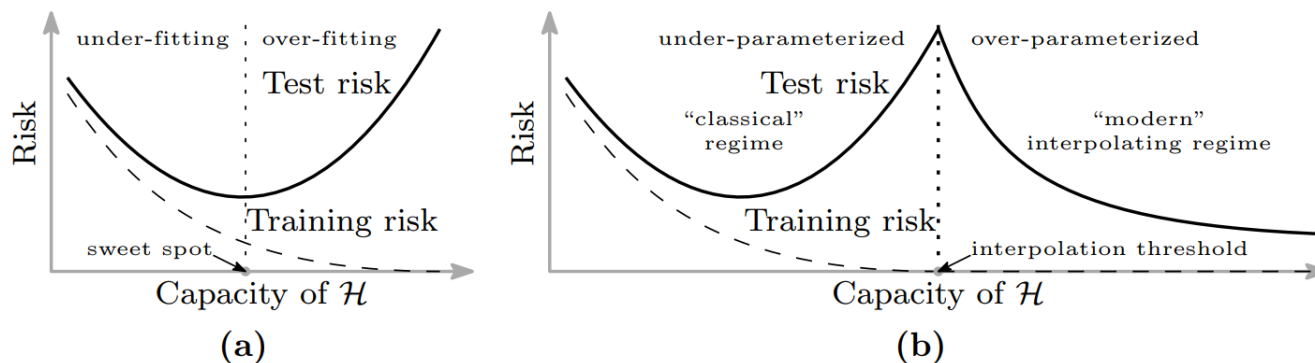 under-fitting
over-fitting
Test risk
Risk
Training risk
sweet spot
Capacity of ℋ
(a)
under-parameterized
over-parameterized
Test risk
“classical”
regime
“modern”
interpolating regime
Risk
Training risk
interpolation threshold
Capacity of ℋ
(b)